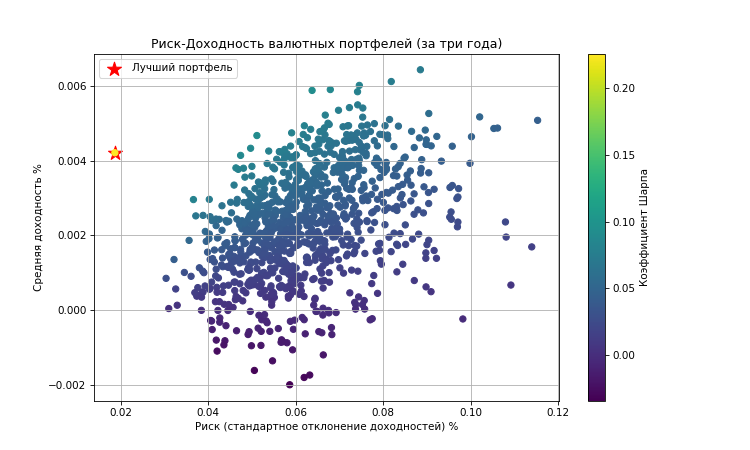 Риск-Доходность валютных портфелей (за три года)
Лучший портфель
Средняя доходность %
0.006
0.004
0.002
0.000
−0.002
0.02 0.04 0.06 0.08 0.10 0.12
Риск (стандартное отклонение доходностей) %
0.20
0.15
0.10
0.05
0.00
Коэффициент Шарпа